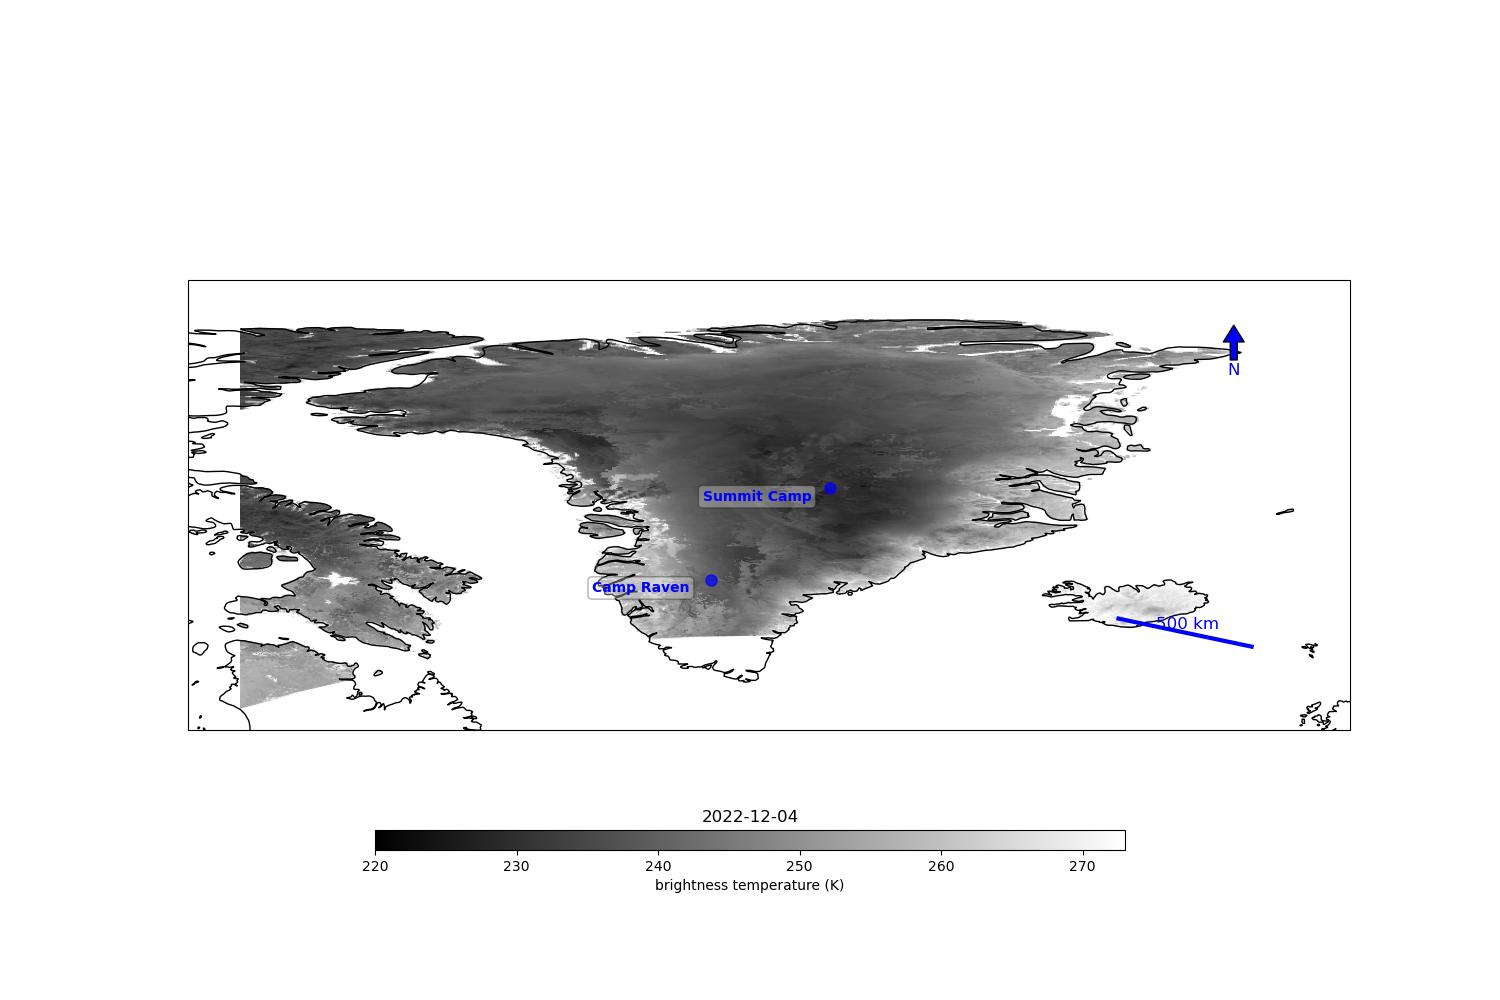 N
Summit Camp
Camp Raven
500 km
2022-12-04
220 230 240 250 260 270
brightness temperature (K)